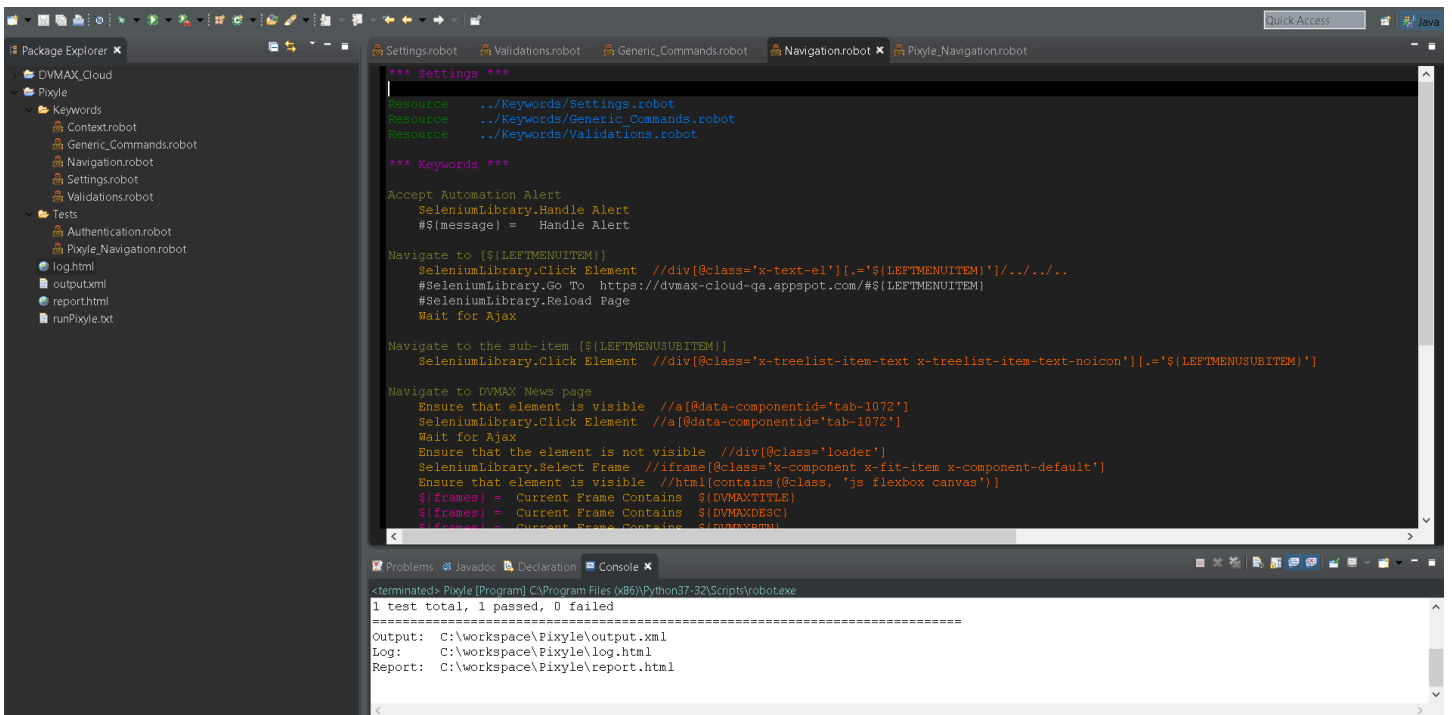 Quick Access
Java
Package Explorer
DVMAX_Cloud
Pixyle
Keywords
Context.robot
Generic_Commands.robot
Navigation.robot
Settings.robot
Validations.robot
Tests
Authentication.robot
Pixyle_Navigation.robot
log.html
output.xml
report.html
runPixyle.txt
Settings.robot
Validations.robot
Generic_Commands.robot
Navigation.robot
Pixyle_Navigation.robot
*** Settings ***
Resource    ../Keywords/Settings.robot
Resource    ../Keywords/Generic_Commands.robot
Resource    ../Keywords/Validations.robot
*** Keywords ***
Accept Automation Alert
    SeleniumLibrary.Handle Alert
    #${message} =   Handle Alert
Navigate to [${LEFTMENUITEM}]
    SeleniumLibrary.Click Element  //div[@class='x-text-el'][.='${LEFTMENUITEM}']/../../..
    #SeleniumLibrary.Go To  https://dvmax-cloud-qa.appspot.com/#${LEFTMENUITEM}
    #SeleniumLibrary.Reload Page
    Wait for Ajax
Navigate to the sub-item [${LEFTMENUSUBITEM}]
    SeleniumLibrary.Click Element  //div[@class='x-treelist-item-text x-treelist-item-text-noicon'][.='${LEFTMENUSUBITEM}']
Navigate to DVMAX News page
    Ensure that element is visible  //a[@data-componentid='tab-1072']
    SeleniumLibrary.Click Element  //a[@data-componentid='tab-1072']
    Wait for Ajax
    Ensure that the element is not visible  //div[@class='loader']
    SeleniumLibrary.Select Frame  //iframe[@class='x-component x-fit-item x-component-default']
    Ensure that element is visible  //html[contains(@class, 'js flexbox canvas')]
    ${frames} =  Current Frame Contains  ${DVMAXTITLE}
    ${frames} =  Current Frame Contains  ${DVMAXDESC}
    ${frames} =  Current Frame Contains  ${DVMAXBTN}
Problems
Javadoc
Declaration
Console
<terminated> Pixyle [Program] C:\Program Files (x86)\Python37-32\Scripts\robot.exe
1 test total, 1 passed, 0 failed
==============================================================================
Output:  C:\workspace\Pixyle\output.xml
Log:     C:\workspace\Pixyle\log.html
Report:  C:\workspace\Pixyle\report.html